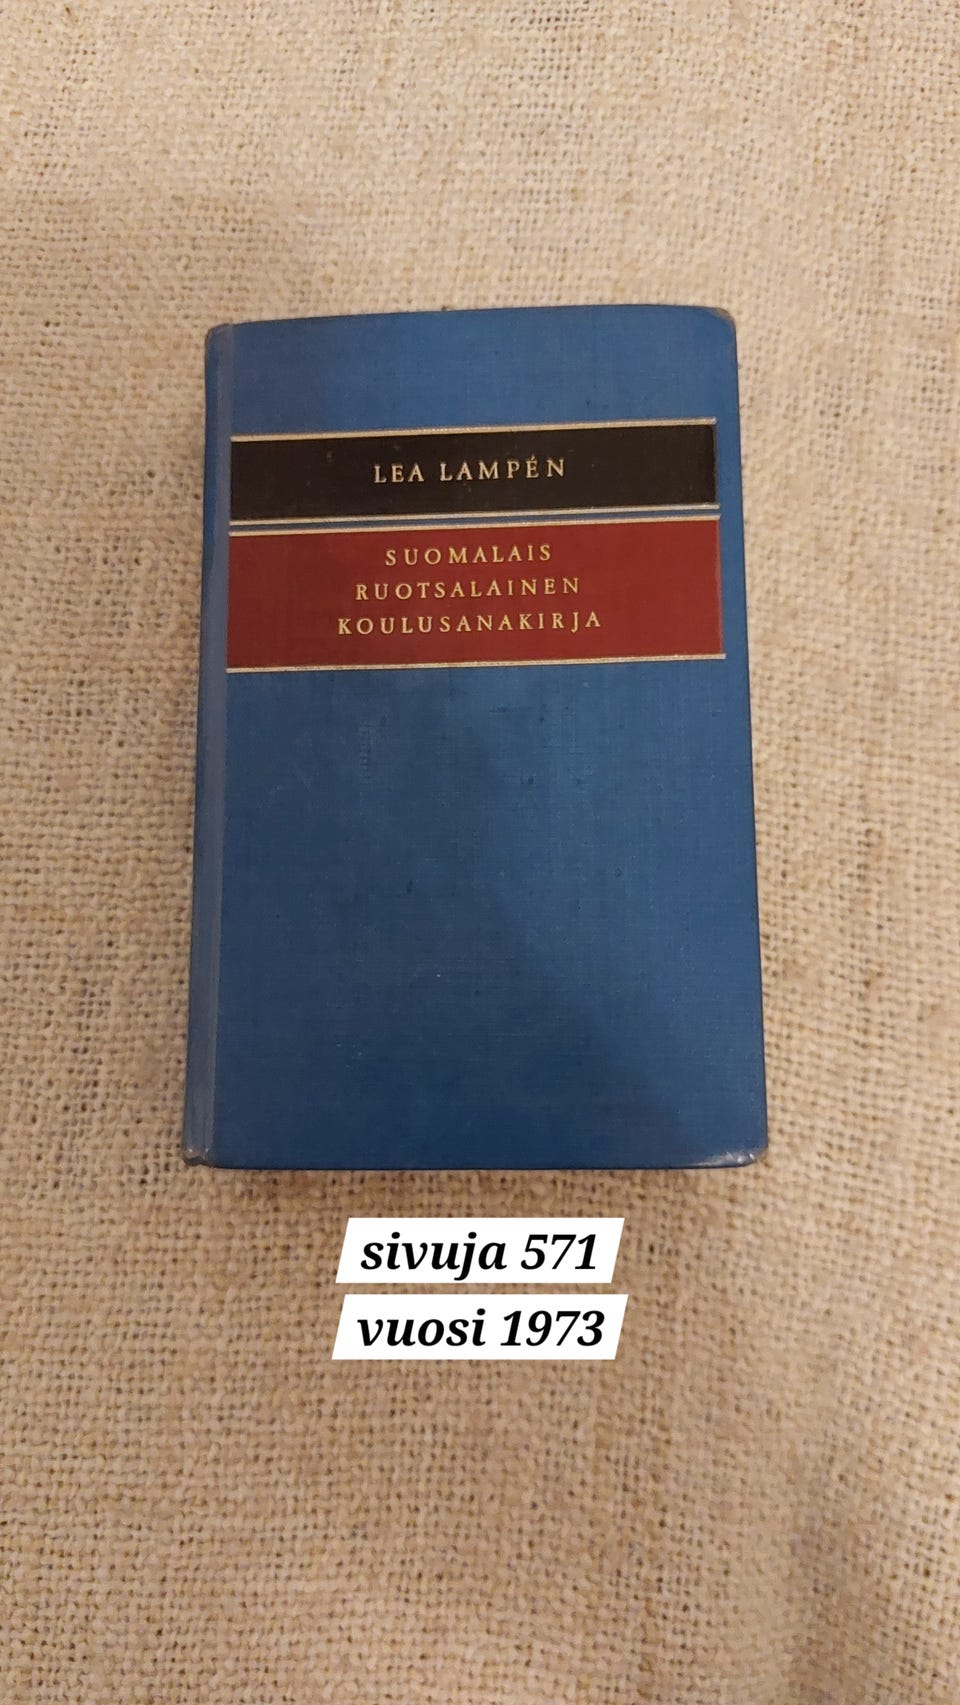 LEA LAMPÉN
SUOMALAIS
RUOTSALAINEN
KOULUSANAKIRJA
sivuja 571
vuosi 1973